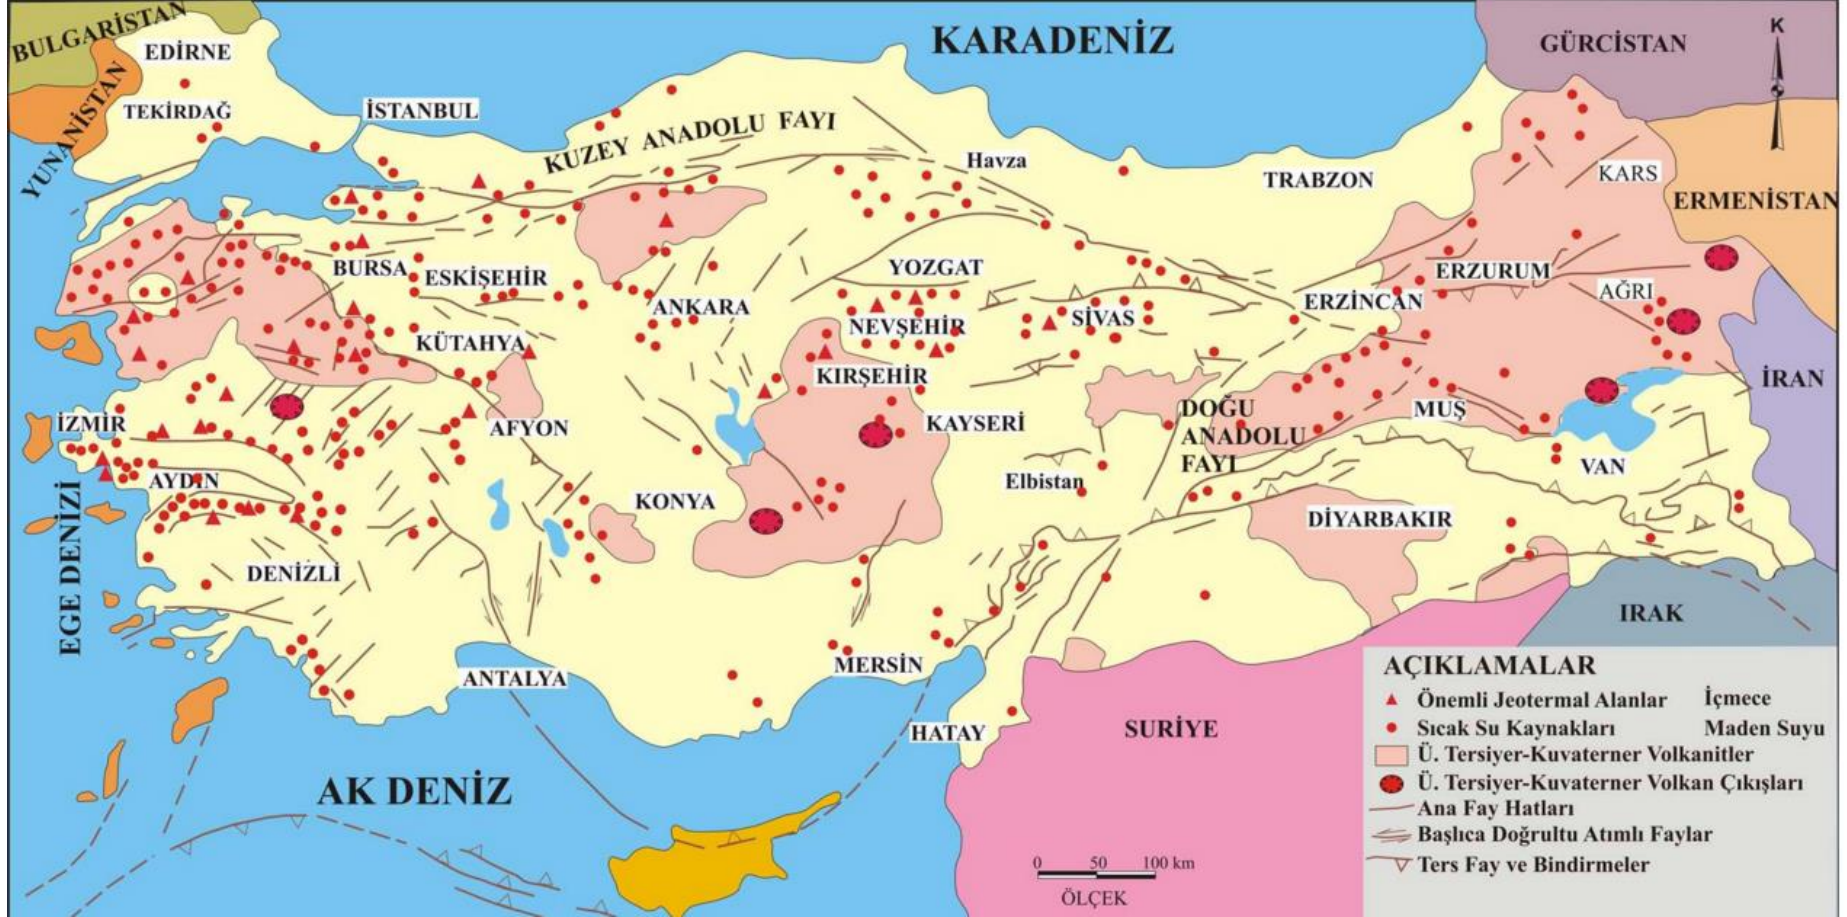 BULGARİSTAN
EDİRNE
KARADENİZ
GÜRCİSTAN
K
YUNANİSTAN
TEKİRDAĞ
İSTANBUL
KUZEY ANADOLU FAYI
Havza
TRABZON
KARS
ERMENİSTAN
BURSA
ESKİŞEHİR
ANKARA
YOZGAT
NEVŞEHİR
SİVAS
ERZİNCAN
ERZURUM
AĞRI
KÜTAHYA
KIRŞEHİR
İRAN
İZMİR
AFYON
KAYSERİ
DOĞU
ANADOLU
FAYI
MUŞ
VAN
AYDIN
KONYA
Elbistan
DİYARBAKIR
EGE DENİZİ
DENİZLİ
IRAK
ANTALYA
MERSİN
HATAY
SURİYE
AK DENİZ
AÇIKLAMALAR
Önemli Jeotermal Alanlar İçmece
Sıcak Su Kaynakları Maden Suyu
Ü. Tersiyer-Kuvaterner Volkanitler
Ü. Tersiyer-Kuvaterner Volkan Çıkışları
Ana Fay Hatları
Başlıca Doğrultu Atımlı Faylar
Ters Fay ve Bindirmeler
0 50 100 km
ÖLÇEK